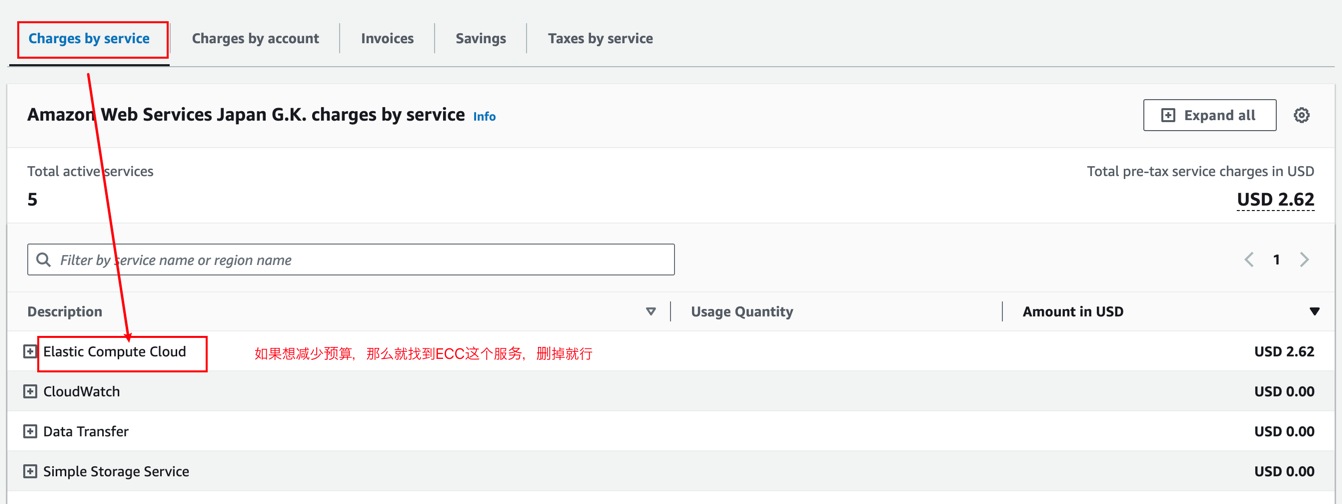 Charges by service
Charges by account
Invoices
Savings
Taxes by service
Amazon Web Services Japan G.K. charges by service Info
Expand all
Total active services
Total pre-tax service charges in USD
5
USD 2.62
Filter by service name or region name
1
Description
Usage Quantity
Amount in USD
Elastic Compute Cloud
如果想减少预算，那么就找到ECC这个服务，删掉就行
USD 2.62
CloudWatch
USD 0.00
Data Transfer
USD 0.00
Simple Storage Service
USD 0.00